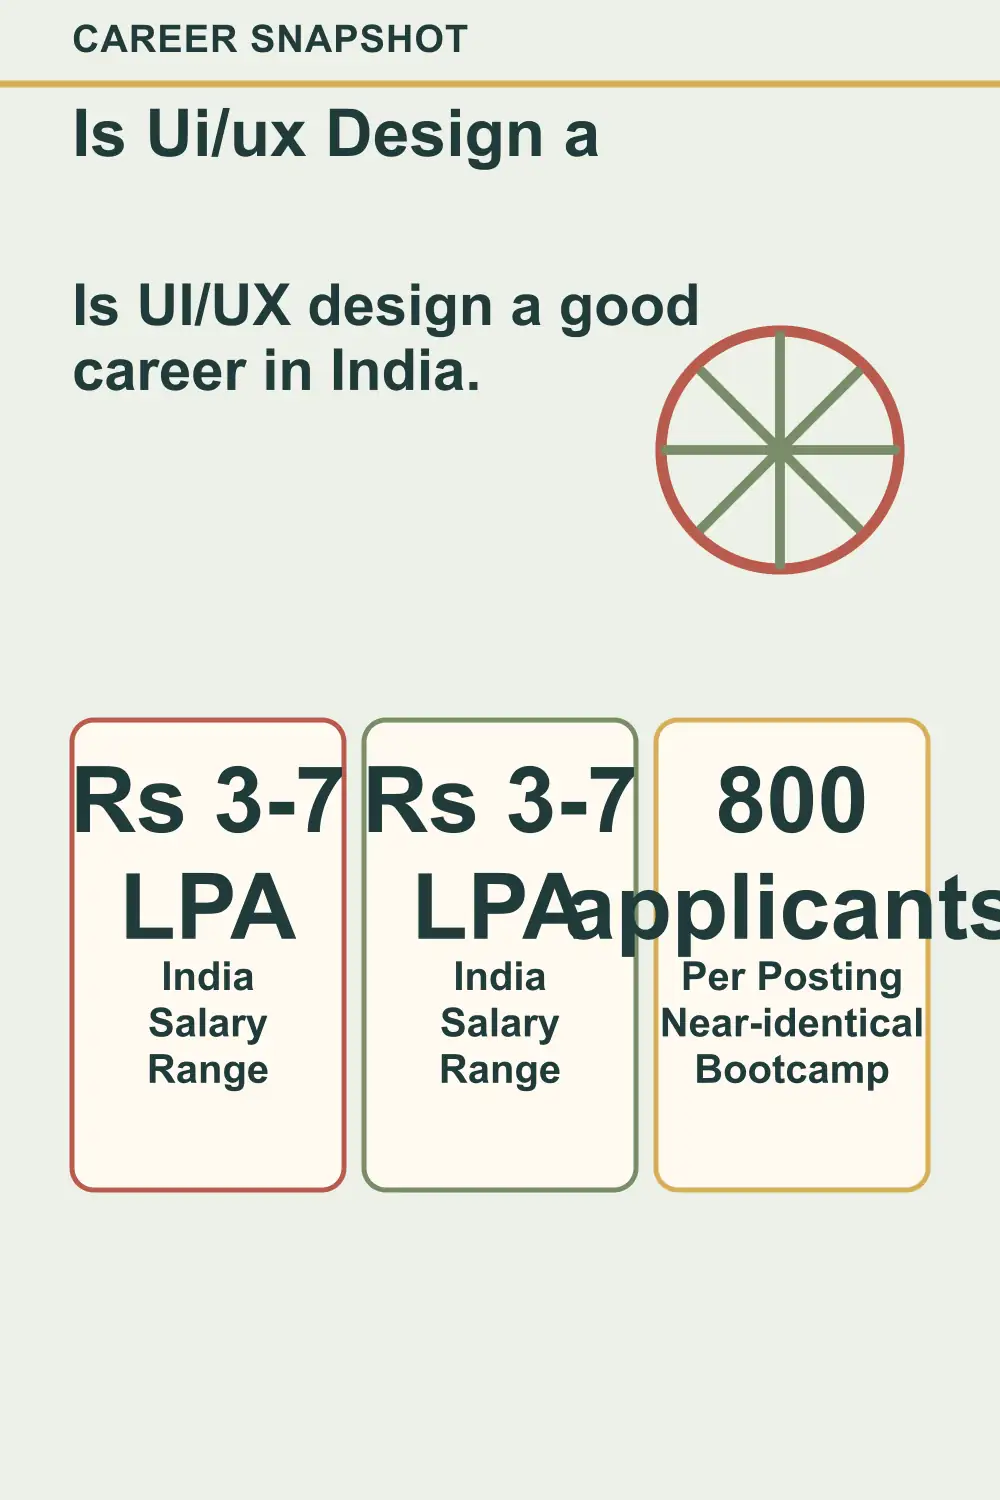 CAREER SNAPSHOT
Is Ui/ux Design a
Is UI/UX design a good
career in India.
Rs 3-7
LPA
India
Salary
Range
Rs 3-7
LPA
India
Salary
Range
800
applicants
Per Posting
Near-identical
Bootcamp